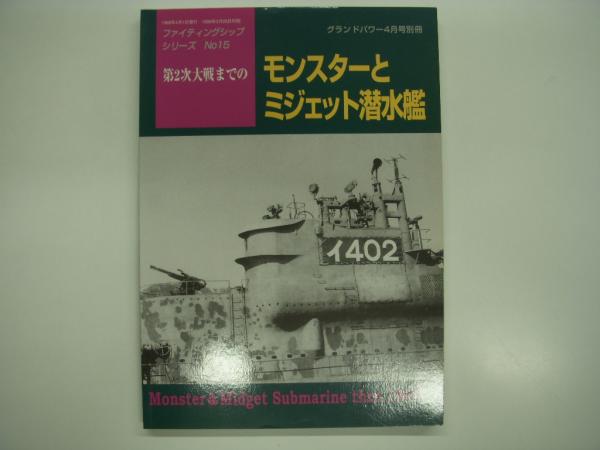 グランドパワー4月号別冊
ファイティングシップ
シリーズ No15
第2次大戦までの
モンスターと
ミジェット潜水艦
イ402
Monster & Midget Submarine